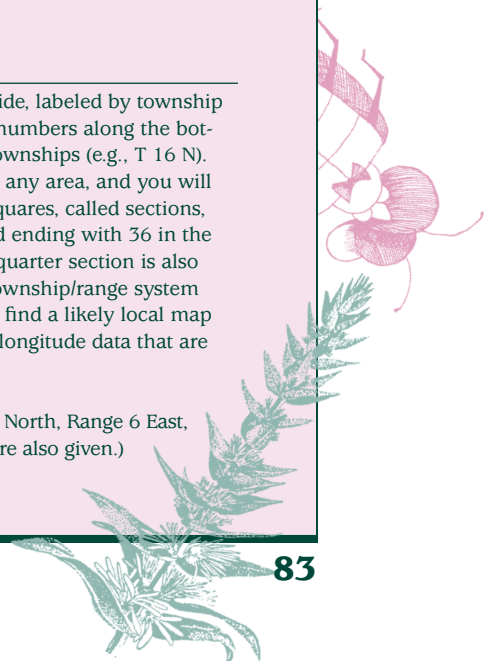 ide, labeled by township
numbers along the bot-
ownships (e.g., T 16 N).
any area, and you will
quares, called sections,
d ending with 36 in the
quarter section is also
ownship/range system
find a likely local map
longitude data that are
North, Range 6 East,
re also given.)
83